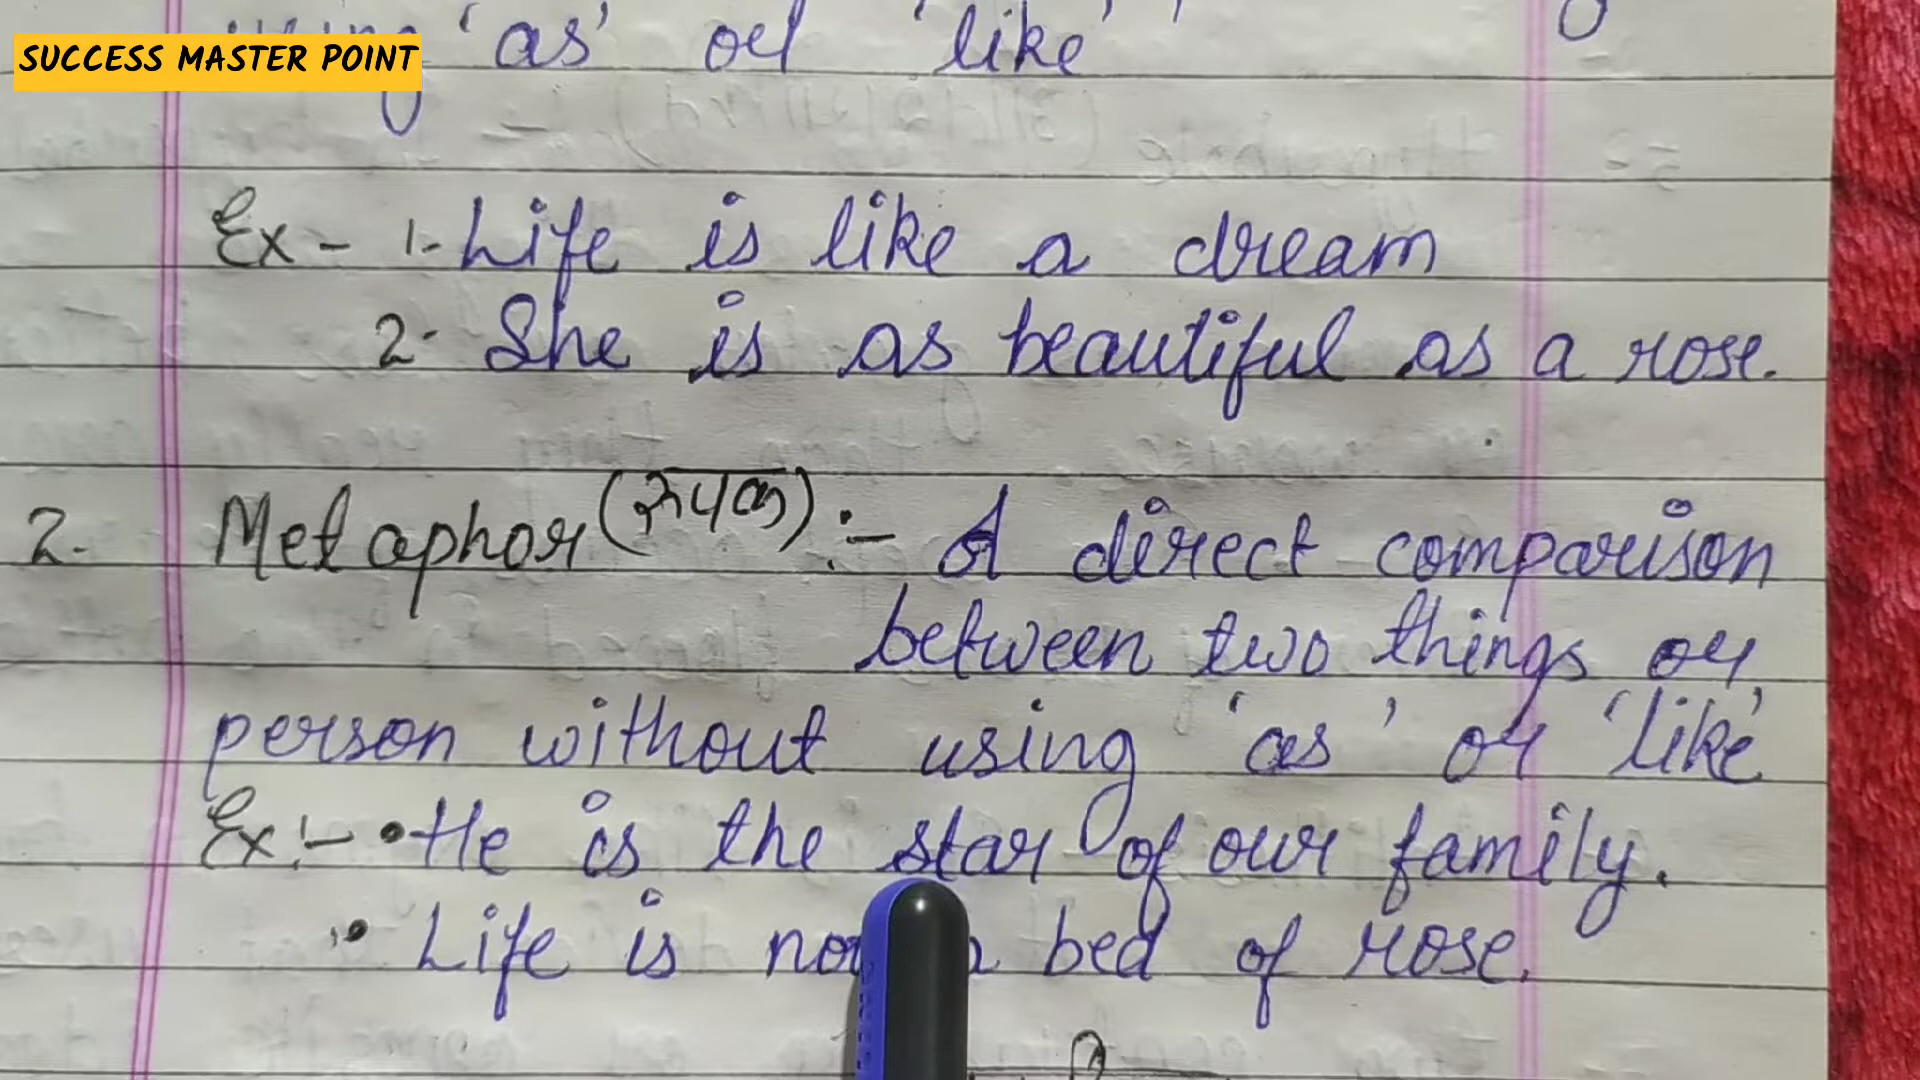 SUCCESS MASTER POINT
'as' or 'like'
Ex - 1- Life is like a dream
2- She is as beautiful as a rose.
2. Metaphor (रूपक) :- A direct comparison
between two things or
person without using 'as' or 'like'
Ex :- • He is the star of our family.
• Life is not a bed of rose.